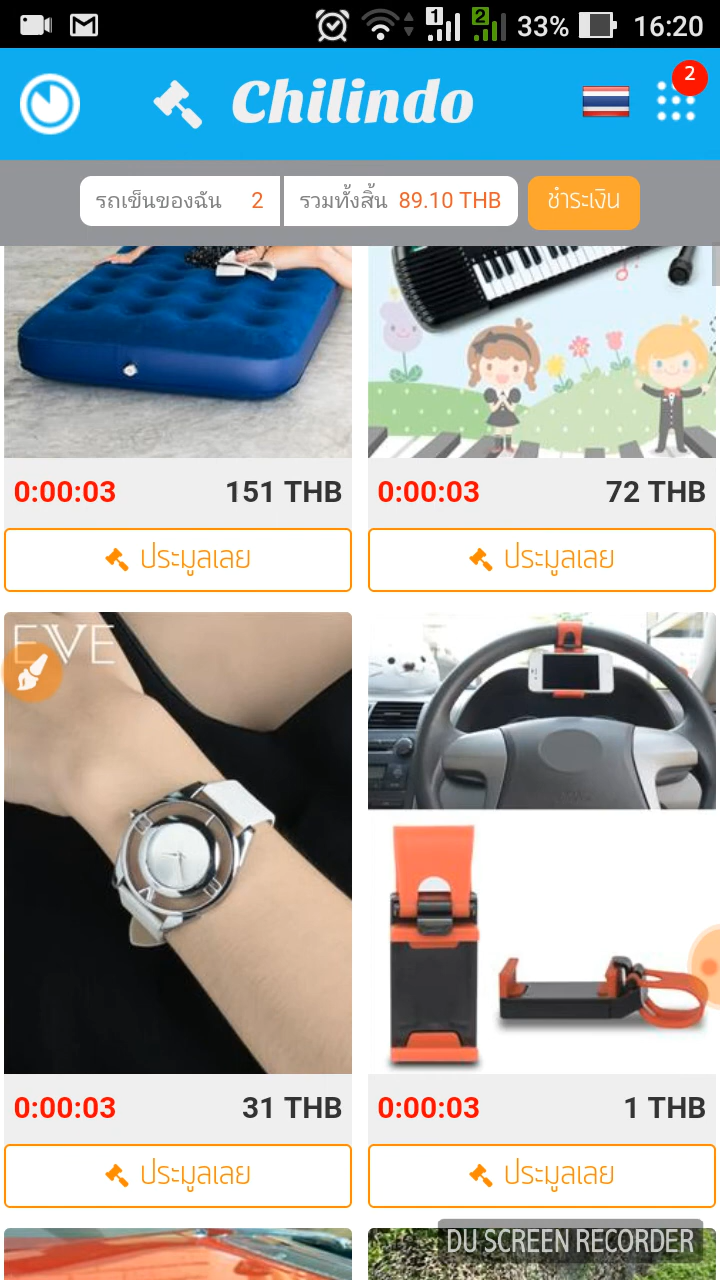 1 2 33% 16:20
Chilindo 2
รถเข็นของฉัน 2 รวมทั้งสิ้น 89.10 THB ชำระเงิน
0:00:03 151 THB 0:00:03 72 THB
ประมูลเลย ประมูลเลย
EVVE
0:00:03 31 THB 0:00:03 1 THB
ประมูลเลย ประมูลเลย
DU SCREEN RECORDER